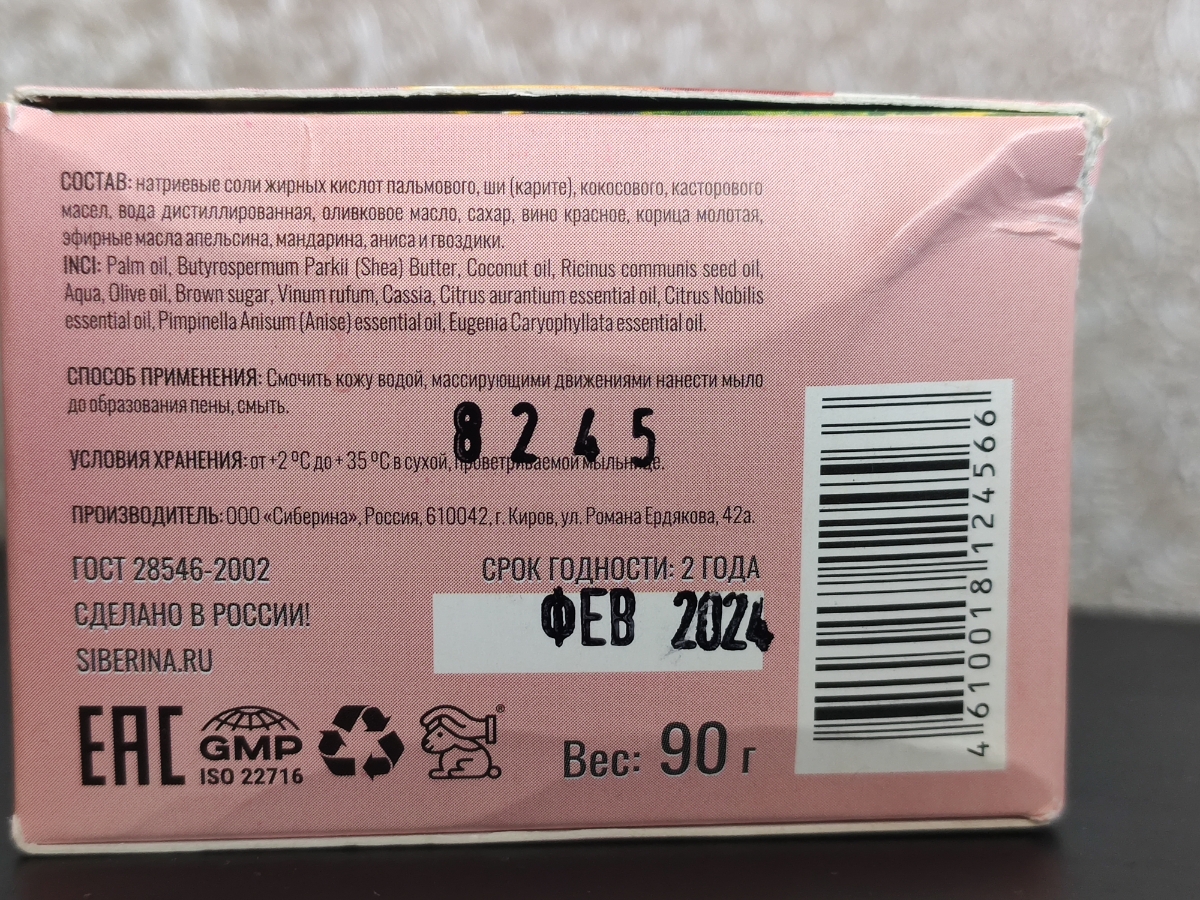 СОСТАВ: натриевые соли жирных кислот пальмового, ши (карите), кокосового, касторового
масел, вода дистиллированная, оливковое масло, сахар, вино красное, корица молотая,
эфирные масла апельсина, мандарина, аниса и гвоздики.
INCI: Palm oil, Butyrospermum Parkii (Shea) Butter, Coconut oil, Ricinus communis seed oil,
Aqua, Olive oil, Brown sugar, Vinum rufum, Cassia, Citrus aurantium essential oil, Citrus Nobilis
essential oil, Pimpinella Anisum (Anise) essential oil, Eugenia Caryophyllata essential oil.
СПОСОБ ПРИМЕНЕНИЯ: Смочить кожу водой, массирующими движениями нанести мыло
до образования пены, смыть.
8245
УСЛОВИЯ ХРАНЕНИЯ: от +2 ºС до + 35 ºС в сухой, проветриваемой мыльнице.
ПРОИЗВОДИТЕЛЬ: ООО «Сиберина», Россия, 610042, г. Киров, ул. Романа Ердякова, 42а.
ГОСТ 28546-2002
СРОК ГОДНОСТИ: 2 ГОДА
СДЕЛАНО В РОССИИ!
ФЕВ 2024
SIBERINA.RU
EAC
GMP
ISO 22716
®
Вес: 90 г
4610018124566